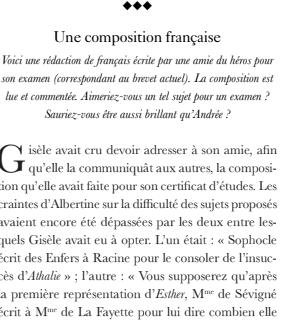 Une composition française
Voici une rédaction de français écrite par une amie du héros pour
son examen (correspondant au brevet actuel). La composition est
lue et commentée. Aimeriez-vous un tel sujet pour un examen ?
Sauriez-vous être aussi brillant qu'Andrée ?
Gisèle avait cru devoir adresser à son amie, afin
qu'elle la communiquât aux autres, la composi-
tion qu'elle avait faite pour son certificat d'études. Les
craintes d'Albertine sur la difficulté des sujets proposés
avaient encore été dépassées par les deux entre les-
quels Gisèle avait eu à opter. L'un était : « Sophocle
écrit des Enfers à Racine pour le consoler de l'insuc-
cès d'Athalie » ; l'autre : « Vous supposerez qu'après
la première représentation d'Esther, Mme de Sévigné
écrit à Mme de La Fayette pour lui dire combien elle